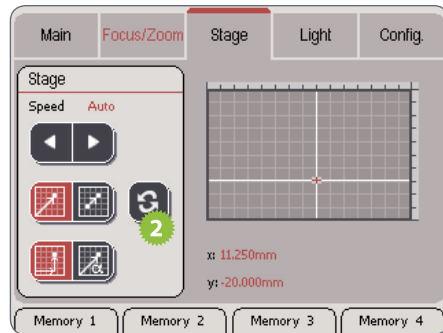 Main Focus/Zoom Stage Light Config.
Stage
Speed Auto
2
α
x: 11.250mm
y: -20.000mm
Memory 1 Memory 2 Memory 3 Memory 4